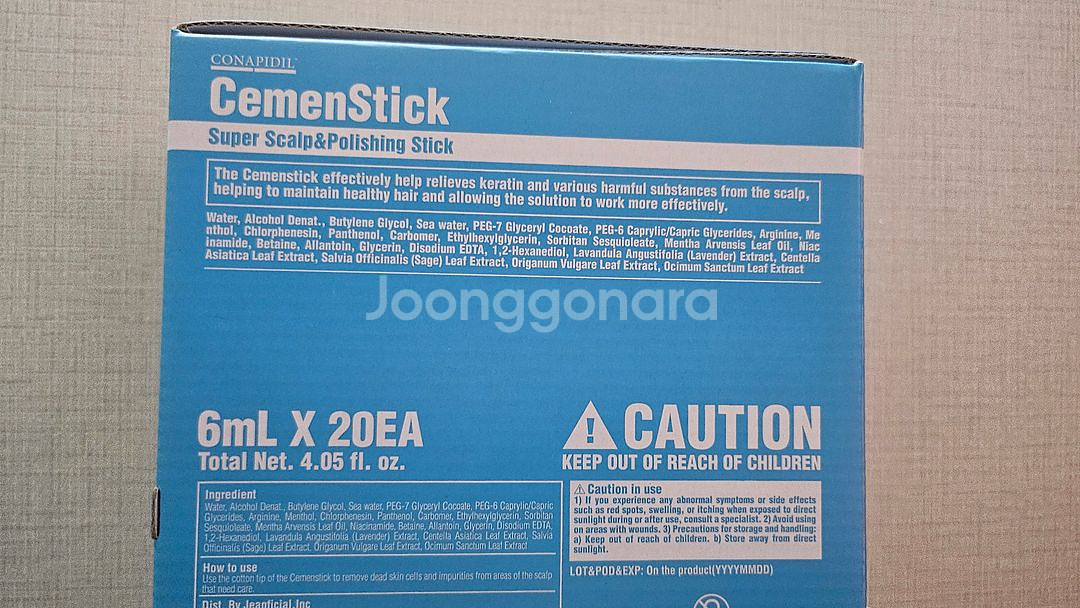 CONAPIDIL™
CemenStick
Super Scalp&Polishing Stick
The Cemenstick effectively help relieves keratin and various harmful substances from the scalp,
helping to maintain healthy hair and allowing the solution to work more effectively.
Water, Alcohol Denat., Butylene Glycol, Sea water, PEG-7 Glyceryl Cocoate, PEG-6 Caprylic/Capric Glycerides, Arginine, Me
nthol, Chlorphenesin, Panthenol, Carbomer, Ethylhexylglycerin, Sorbitan Sesquioleate, Mentha Arvensis Leaf Oil, Niac
inamide, Betaine, Allantoin, Glycerin, Disodium EDTA, 1,2-Hexanediol, Lavandula Angustifolia (Lavender) Extract, Centella
Asiatica Leaf Extract, Salvia Officinalis (Sage) Leaf Extract, Origanum Vulgare Leaf Extract, Ocimum Sanctum Leaf Extract
Joonggonara
6mL X 20EA
Total Net. 4.05 fl. oz.
CAUTION
KEEP OUT OF REACH OF CHILDREN
Ingredient
Water, Alcohol Denat., Butylene Glycol, Sea water, PEG-7 Glyceryl Cocoate, PEG-6 Caprylic/Capric
Glycerides, Arginine, Menthol, Chlorphenesin, Panthenol, Carbomer, Ethylhexylglycerin, Sorbitan
Sesquioleate, Mentha Arvensis Leaf Oil, Niacinamide, Betaine, Allantoin, Glycerin, Disodium EDTA,
1,2-Hexanediol, Lavandula Angustifolia (Lavender) Extract, Centella Asiatica Leaf Extract, Salvia
Officinalis (Sage) Leaf Extract, Origanum Vulgare Leaf Extract, Ocimum Sanctum Leaf Extract
How to use
Use the cotton tip of the Cemenstick to remove dead skin cells and impurities from areas of the scalp
that need care.
Dist. By Jeanficial.Inc
Caution in use
1) If you experience any abnormal symptoms or side effects
such as red spots, swelling, or itching when exposed to direct
sunlight during or after use, consult a specialist. 2) Avoid using
on areas with wounds. 3) Precautions for storage and handling:
a) Keep out of reach of children. b) Store away from direct
sunlight.
LOT&POD&EXP: On the product(YYYYMMDD)